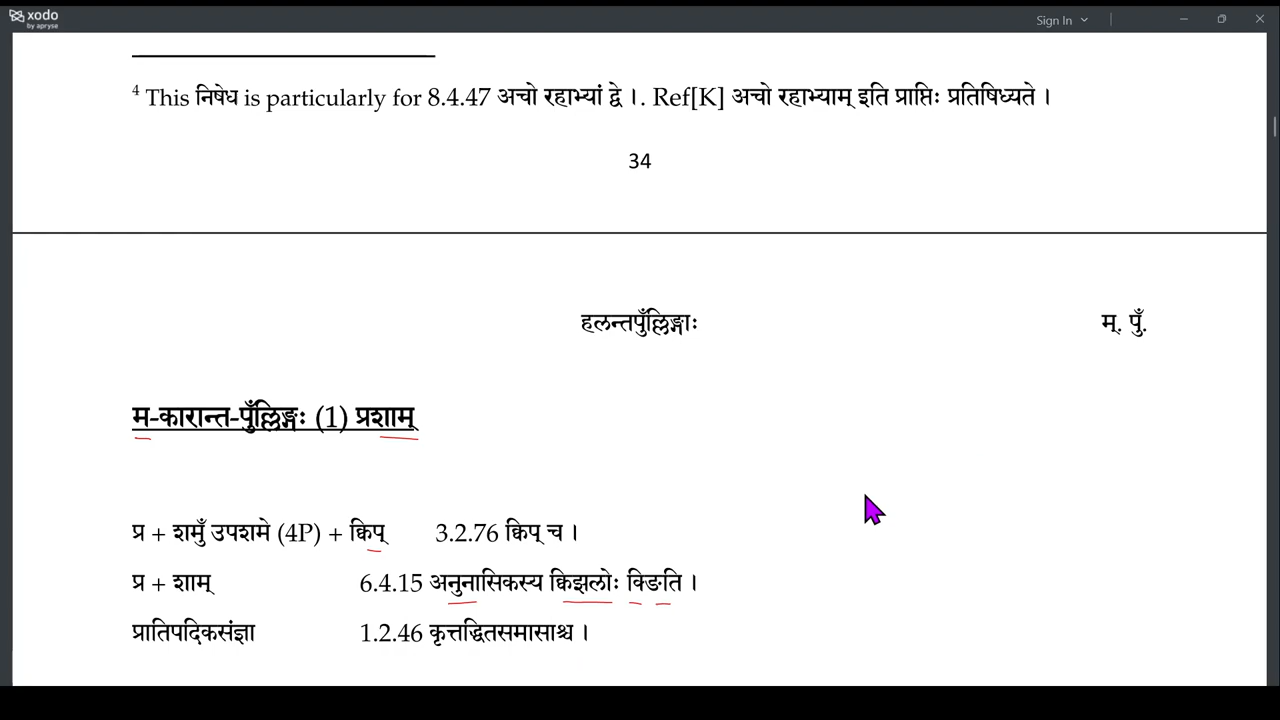 xodo
by apryse
Sign In
4 This निषेध is particularly for 8.4.47 अचो रहाभ्यां द्वे ।. Ref[K] अचो रहाभ्याम् इति प्राप्तिः प्रतिषिध्यते ।
34
हलन्तपुँल्लिङ्गाः म्. पुँ.
म-कारान्त-पुँल्लिङ्गः (1) प्रशाम्
प्र + शमुँ उपशमे (4P) + क्विप् 3.2.76 क्विप् च ।
प्र + शाम् 6.4.15 अनुनासिकस्य क्विझलोः क्ङिति ।
प्रातिपदिकसंज्ञा 1.2.46 कृत्तद्धितसमासाश्च ।